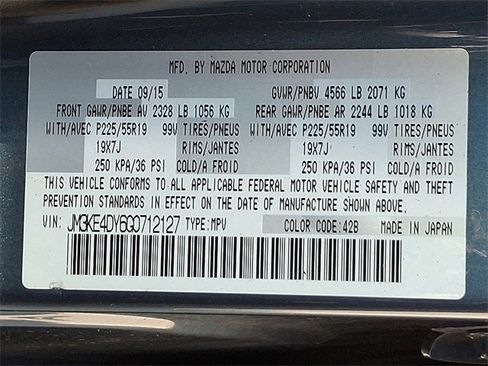 MFD. BY MAZDA MOTOR CORPORATION
DATE 09/15 GVWR/PNBV 4566 LB 2071 KG
FRONT GAWR/PNBE AV 2328 LB 1056 KG REAR GAWR/PNBE AR 2244 LB 1018 KG
WITH/AVEC P225/55R19 99V TIRES/PNEUS WITH/AVEC P225/55R19 99V TIRES/PNEUS
19X7J RIMS/JANTES 19X7J RIMS/JANTES
250 KPA/36 PSI COLD/A FROID 250 KPA/36 PSI COLD/A FROID
THIS VEHICLE CONFORMS TO ALL APPLICABLE FEDERAL MOTOR VEHICLE SAFETY AND THEFT
PREVENTION STANDARDS IN EFFECT ON THE DATE OF MANUFACTURE SHOWN ABOVE.
VIN: JM3KE4DY6G0712127 TYPE:MPV COLOR CODE:42B MADE IN JAPAN